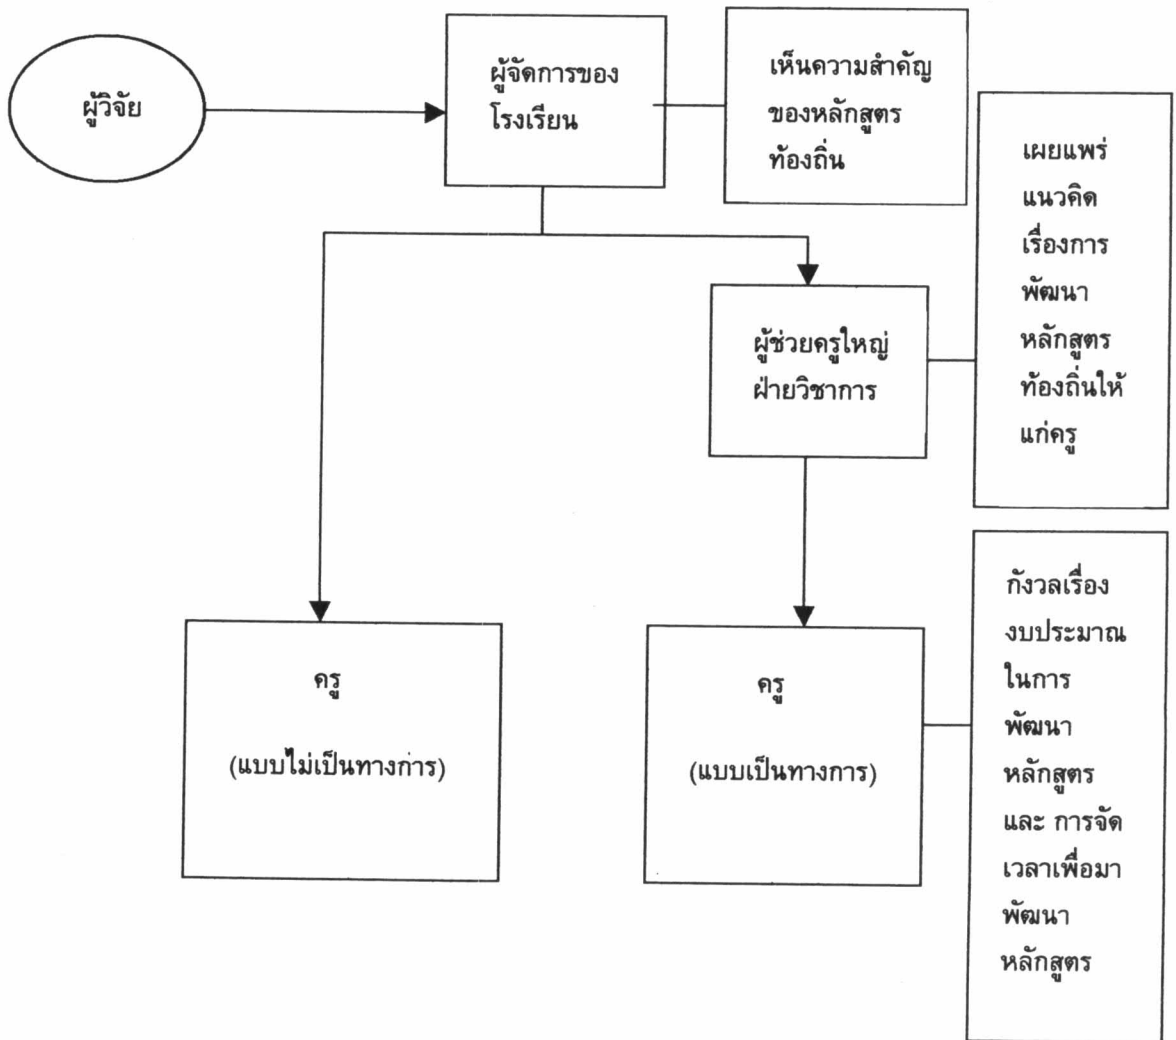 ผู้วิจัย
ผู้จัดการของ
โรงเรียน
เห็นความสำคัญ
ของหลักสูตร
ท้องถิ่น
เผยแพร่
แนวคิด
เรื่องการ
พัฒนา
หลักสูตร
ท้องถิ่นให้
แก่ครู
ผู้ช่วยครูใหญ่
ฝ่ายวิชาการ
ครู
(แบบไม่เป็นทางการ)
ครู
(แบบเป็นทางการ)
กังวลเรื่อง
งบประมาณ
ในการ
พัฒนา
หลักสูตร
และ การจัด
เวลาเพื่อมา
พัฒนา
หลักสูตร